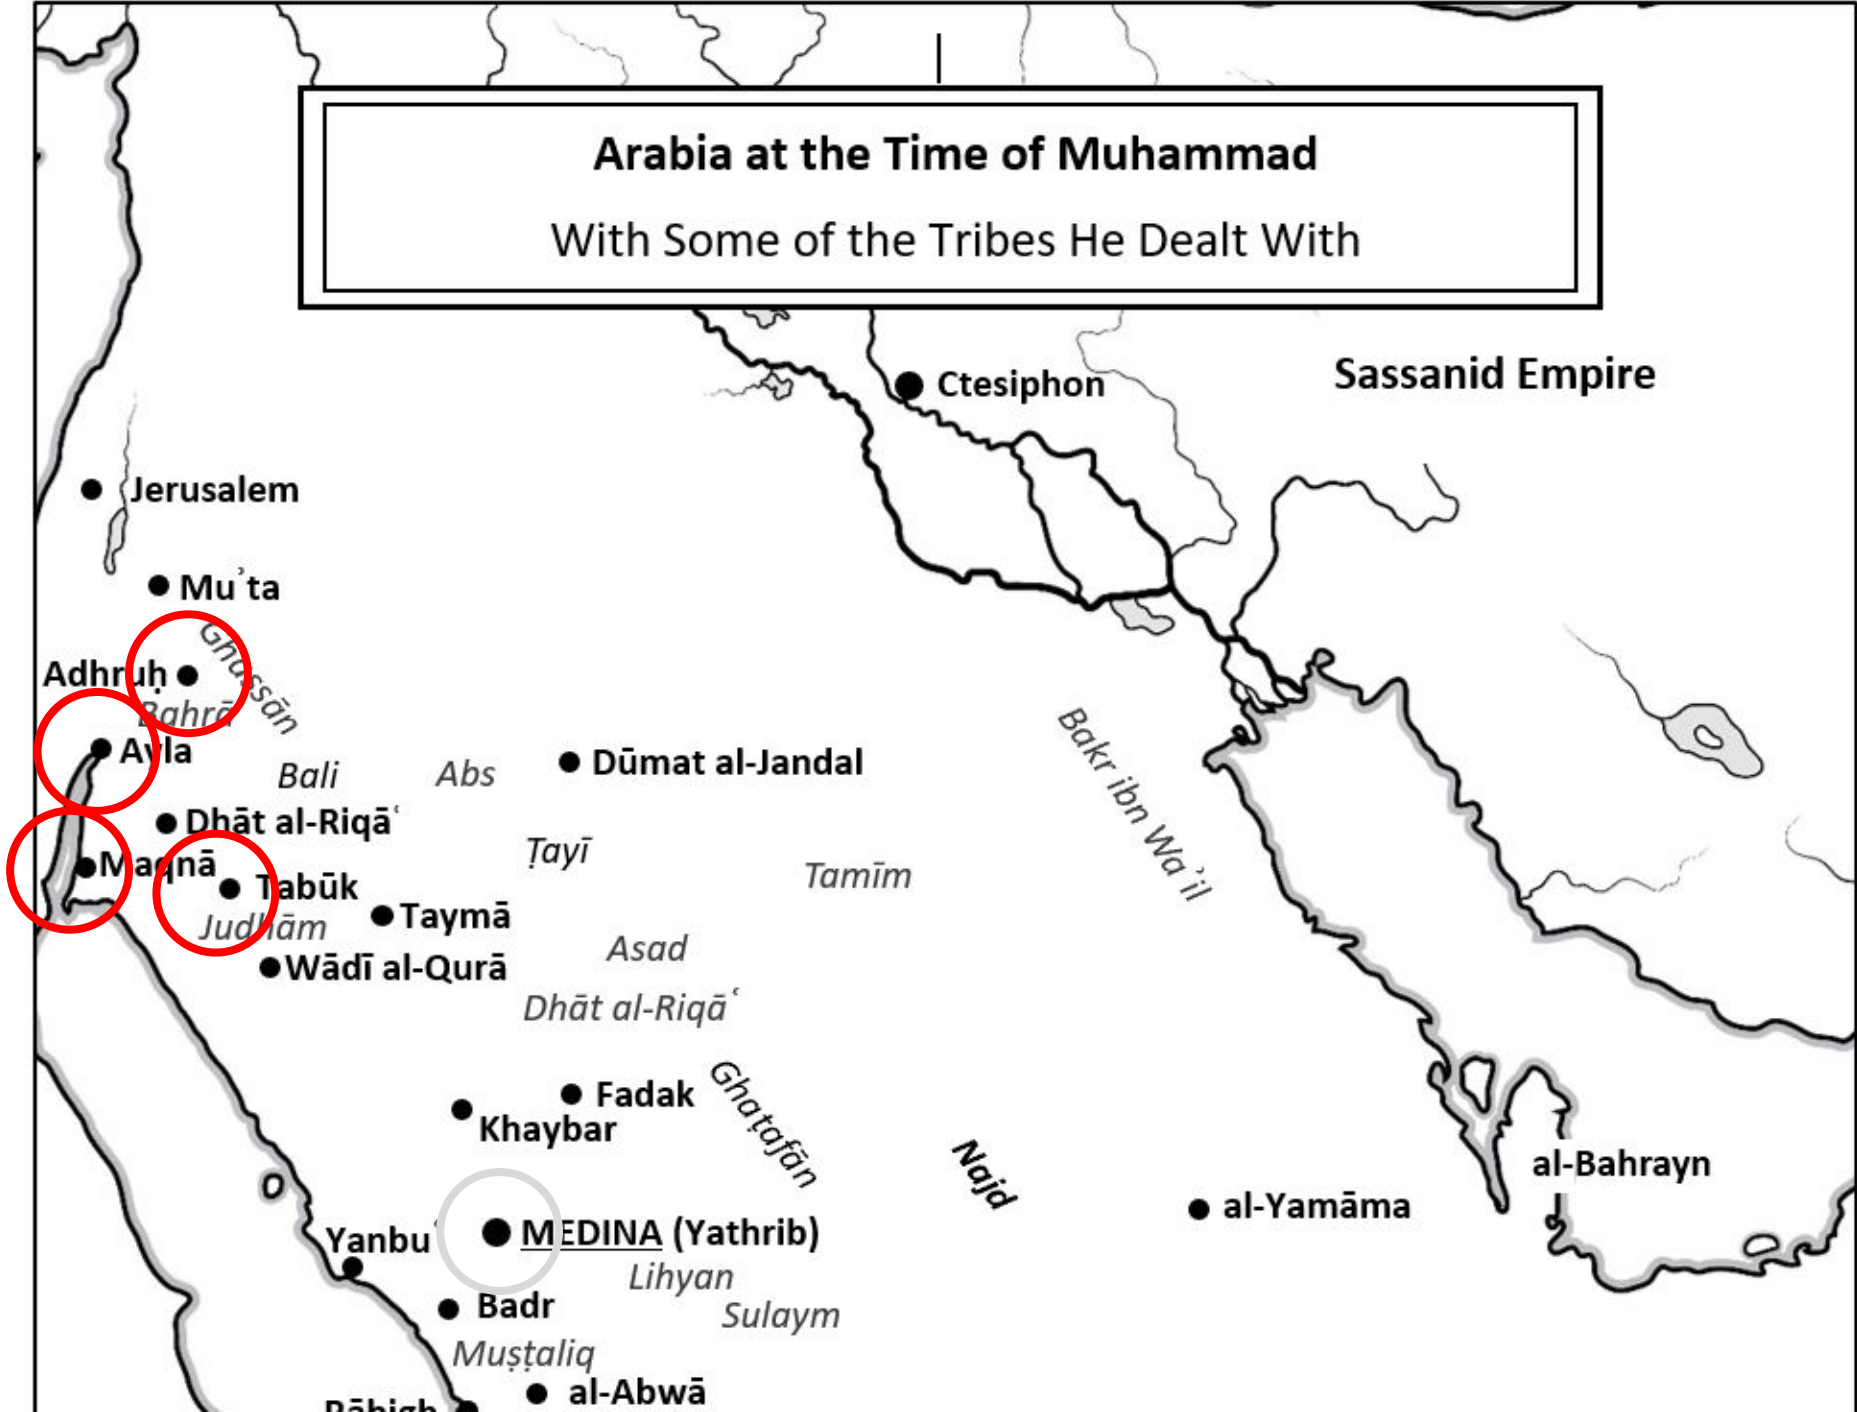 Arabia at the Time of Muhammad
With Some of the Tribes He Dealt With
Ctesiphon
Sassanid Empire
Jerusalem
Muʾta
Ghassān
Adhruḥ
Bahrā
Ayla
Bali
Abs
Dūmat al-Jandal
Bakr ibn Waʾil
Dhāt al-Riqāʿ
Ṭayī
Maqnā
Tamīm
Tabūk
Judhām
Taymā
Asad
Wādī al-Qurā
Dhāt al-Riqāʿ
Ghaṭafān
Fadak
Khaybar
Najd
al-Bahrayn
al-Yamāma
Yanbuʿ
MEDINA (Yathrib)
Lihyan
Badr
Sulaym
Muṣṭaliq
al-Abwā
Rābigh